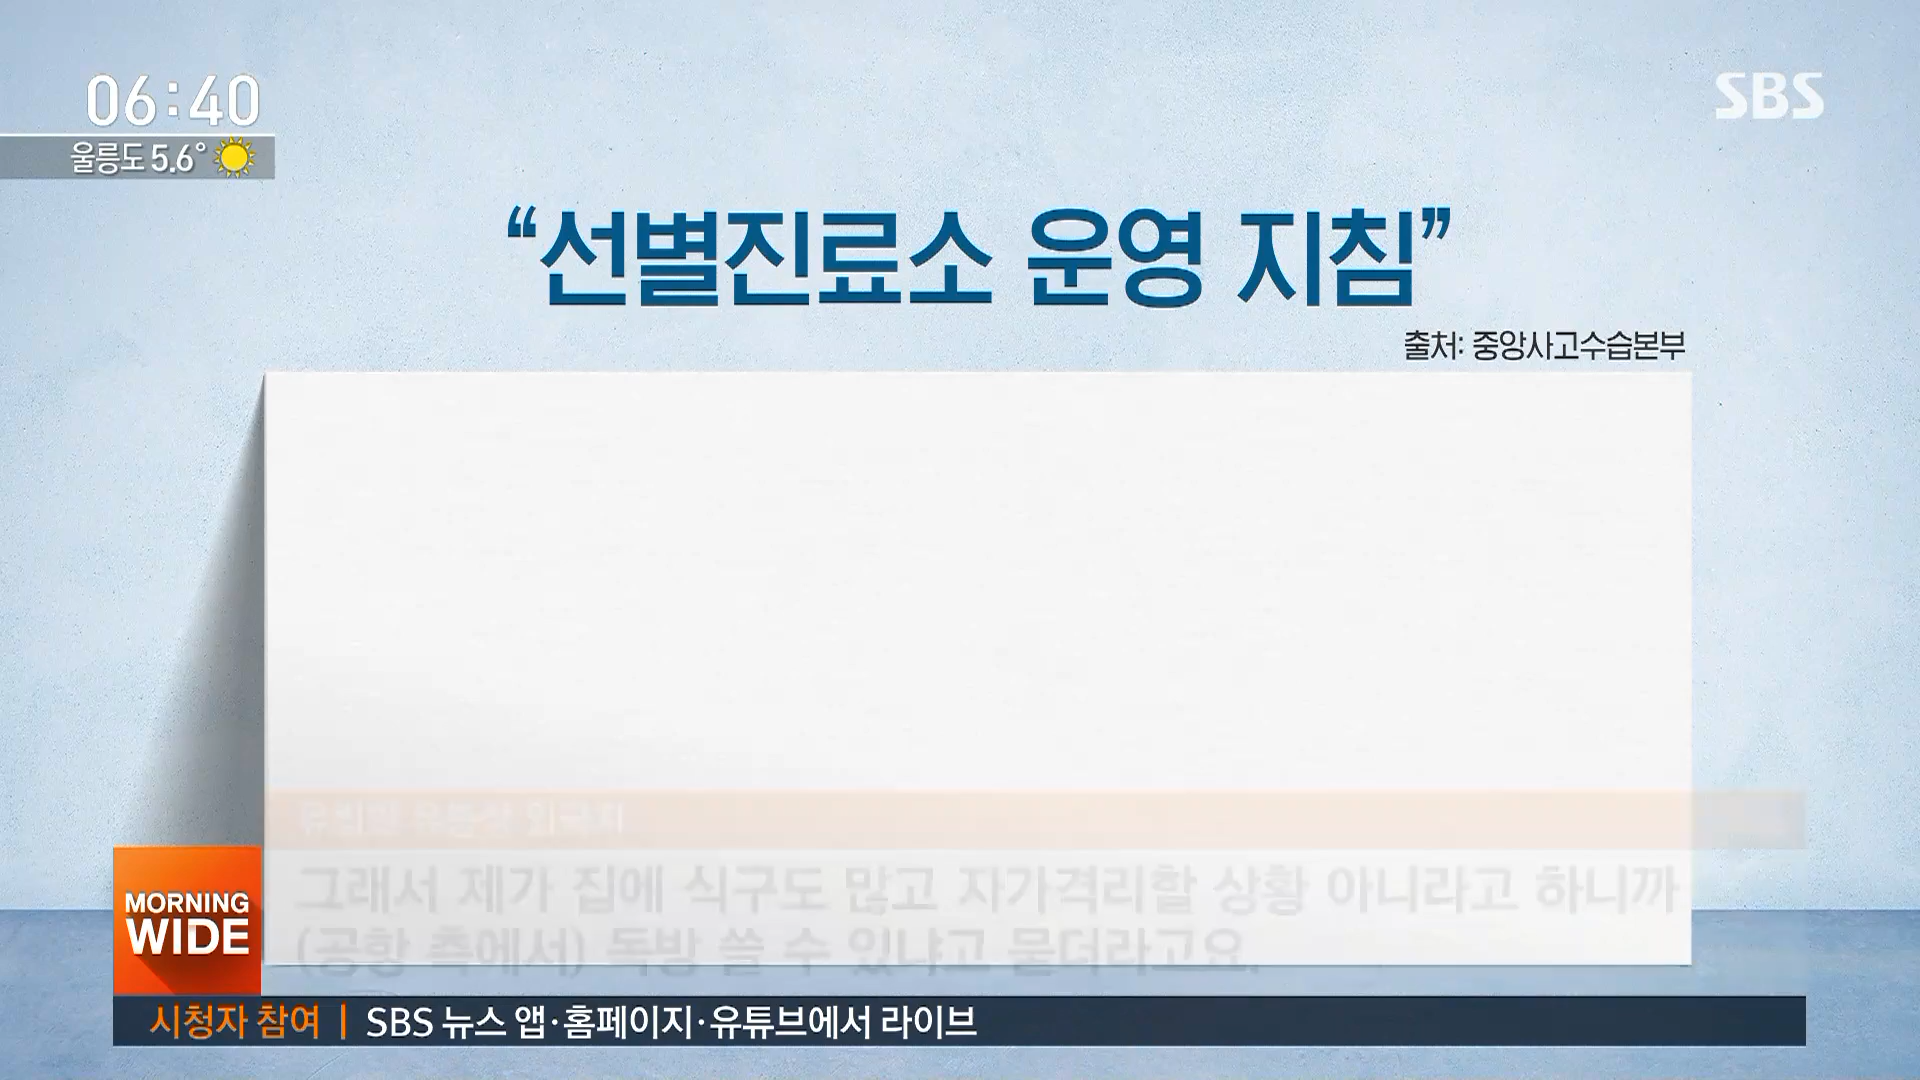 06:40
SBS
울릉도 5.6°
“선별진료소 운영 지침”
출처: 중앙사고수습본부
그래서 제가 집에 식구도 많고 자가격리할 상황 아니라고 하니까
(공항 측에서) 독방 쓸 수 있냐고 묻더라고요.
MORNING
WIDE
시청자 참여 | SBS 뉴스 앱·홈페이지·유튜브에서 라이브